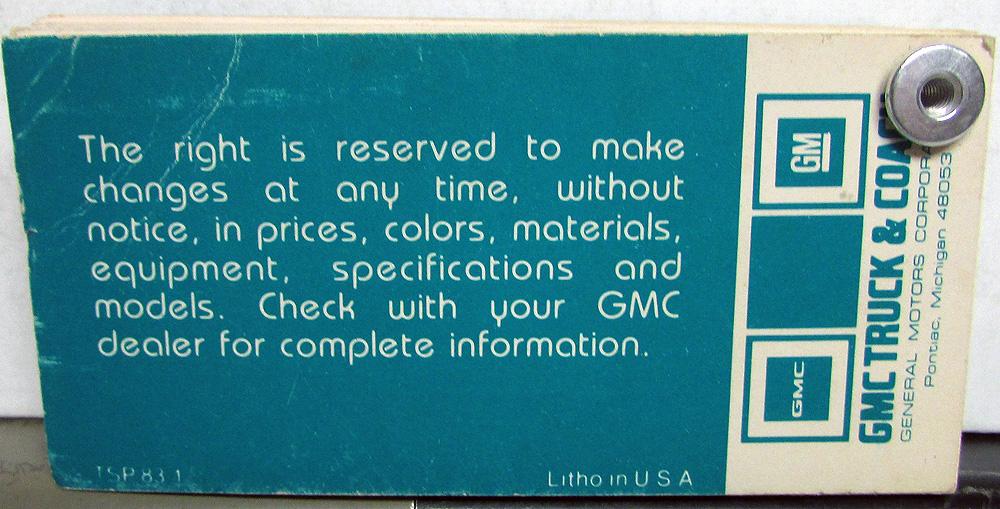 The right is reserved to make
changes at any time, without
notice, in prices, colors, materials,
equipment, specifications and
models. Check with your GMC
dealer for complete information.
TSP 83 1
Litho in U S A
GM
GMC
GMC TRUCK & COA
GENERAL MOTORS CORPORA
Pontiac, Michigan 48053